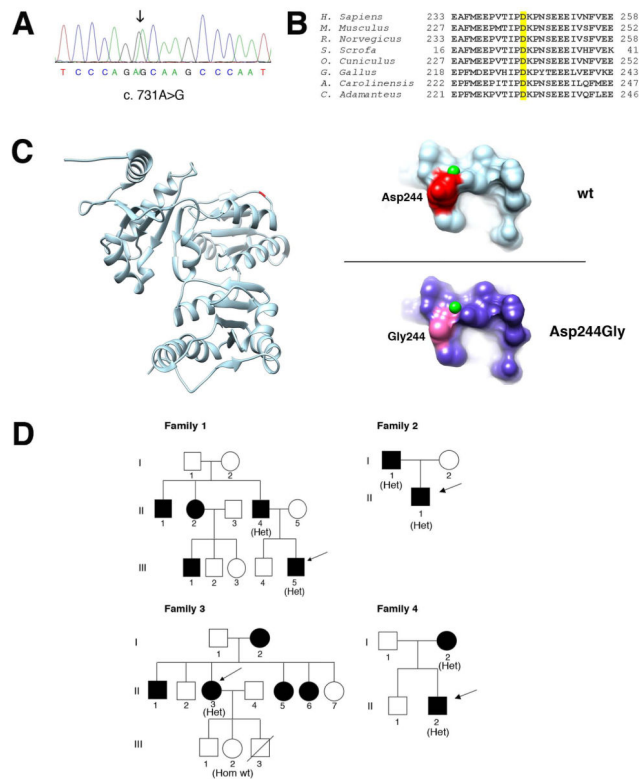 A
T C C C A G A G C A A G C C C C A A T
c. 731A>G
B
H. Sapiens 233 EAFMEEPVTIPDKPNSEEEIVNFVEE 258
M. Musculus 227 EAFMEEPMTIPDKPNSEEEIVNFVEE 252
R. Norvegicus 233 EAFMEEPVTIPDKPNSEEEIVSFVEE 258
S. Scrofa 16 EAFMEEPVTIPDKPNSEEEIVHFVEK 41
O. Cuniculus 227 EAFMEEPVTIPDKPNSEEEIVNFVEE 252
G. Gallus 218 EPFMDEPVHIPDKPYTEEELVEFVKE 243
A. Carolinensis 222 EPFMEEPITIPDKPNSEEEILQFMEE 247
C. Adamanteus 221 EPFMEEPVTIPDKPNSEEEIVQFLEE 246
C
Asp244
wt
Gly244
Asp244Gly
D
Family 1
I
1 2
II
1 2 3 4 5
(Het)
III
1 2 3 4 5
(Het)
Family 2
I
1 2
(Het)
II
1
(Het)
Family 3
I
1 2
II
1 2 3 4 5 6 7
(Het)
III
1 2 3
(Hom wt)
Family 4
I
1 2
(Het)
II
1 2
(Het)